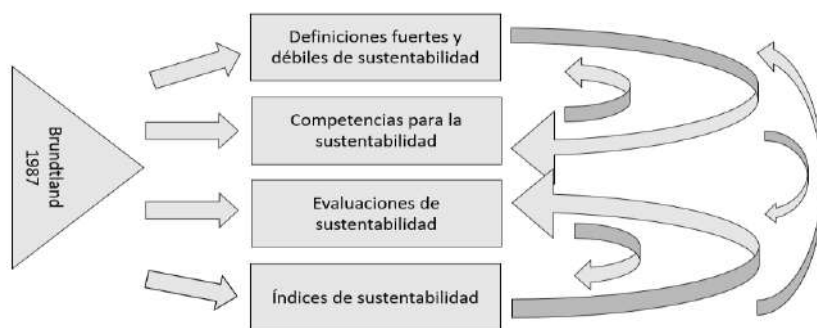 Brundtland
1987
Definiciones fuertes y
débiles de sustentabilidad
Competencias para la
sustentabilidad
Evaluaciones de
sustentabilidad
Índices de sustentabilidad